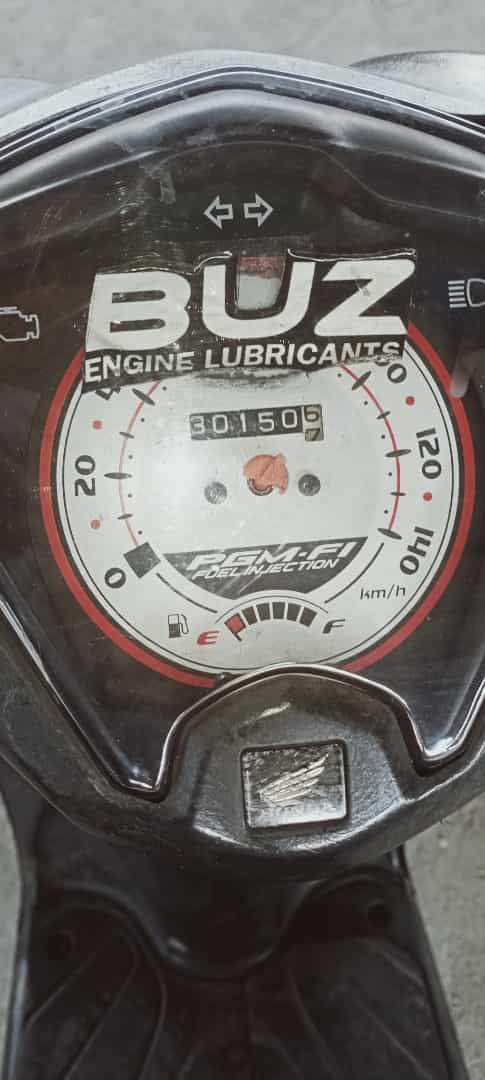 BUZ
ENGINE LUBRICANTS
20
0
120
140
30150
PGM-FI
FUEL INJECTION
km/h
E F